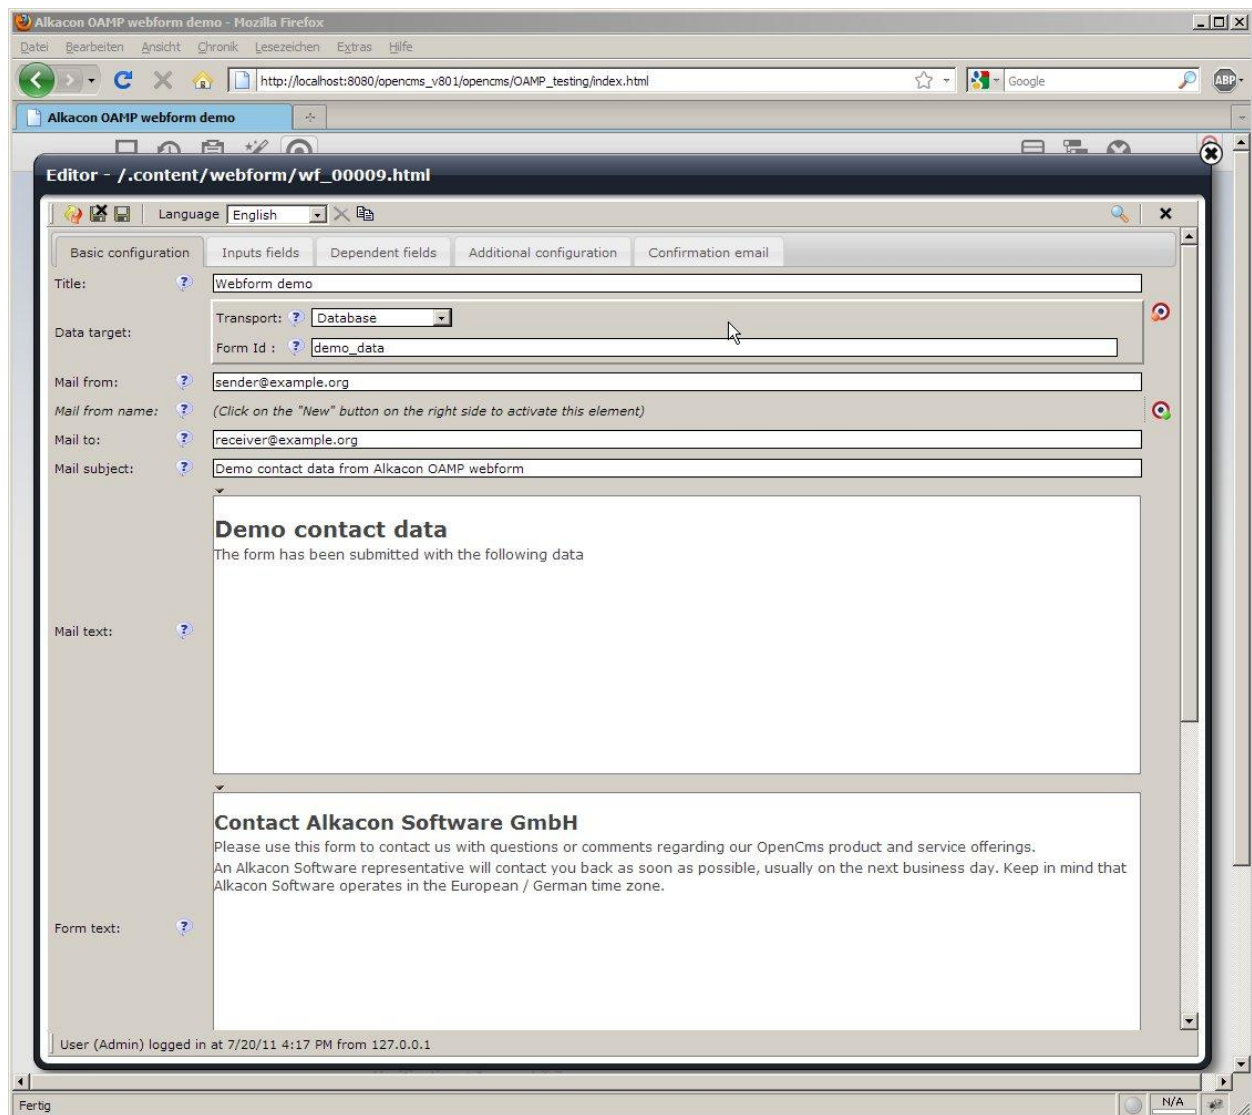 Alkacon OAMP webform demo - Mozilla Firefox
Datei Bearbeiten Ansicht Chronik Lesezeichen Extras Hilfe
http://localhost:8080/opencms_v801/opencms/OAMP_testing/index.html Google ABP
Alkacon OAMP webform demo
Editor - /.content/webform/wf_00009.html
Language English
Basic configuration Inputs fields Dependent fields Additional configuration Confirmation email
Title: ? Webform demo
Data target:
Transport: ? Database
Form Id : ? demo_data
Mail from: ? sender@example.org
Mail from name: ? (Click on the "New" button on the right side to activate this element)
Mail to: ? receiver@example.org
Mail subject: ? Demo contact data from Alkacon OAMP webform
Demo contact data
The form has been submitted with the following data
Mail text: ?
Contact Alkacon Software GmbH
Please use this form to contact us with questions or comments regarding our OpenCms product and service offerings.
An Alkacon Software representative will contact you back as soon as possible, usually on the next business day. Keep in mind that
Alkacon Software operates in the European / German time zone.
Form text: ?
User (Admin) logged in at 7/20/11 4:17 PM from 127.0.0.1
Fertig N/A